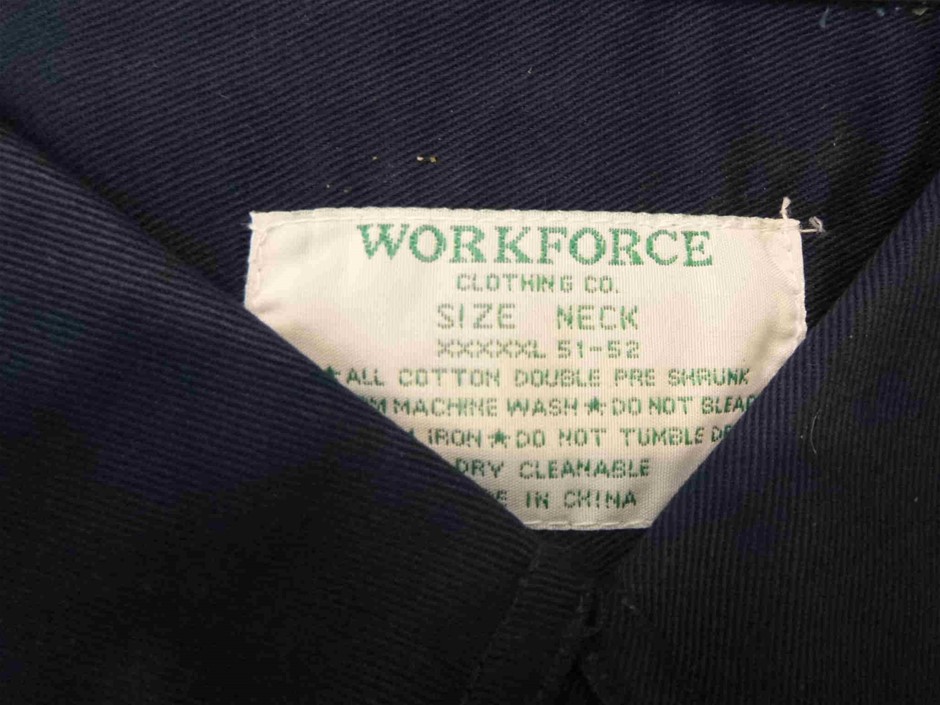 WORKFORCE
CLOTHING CO.
SIZE NECK
XXXXXL 51-52
★ALL COTTON DOUBLE PRE SHRUNK
MACHINE WASH ★ DO NOT
IRON ★ DO NOT TUMBLE
DRY CLEANABLE
IN CHINA